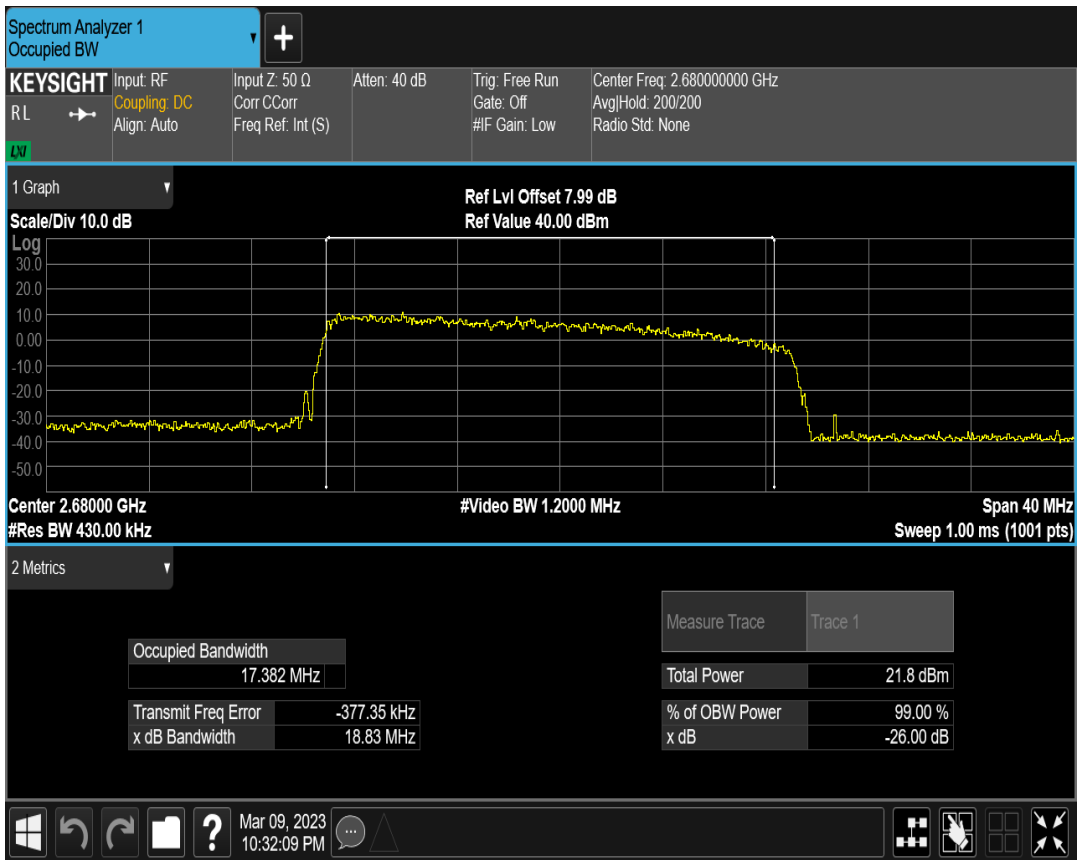 Spectrum Analyzer 1
Occupied BW
KEYSIGHT
RL
LXI
Input: RF
Coupling: DC
Align: Auto
Input Z: 50 Ω
Corr CCorr
Freq Ref: Int (S)
Atten: 40 dB
Trig: Free Run
Gate: Off
#IF Gain: Low
Center Freq: 2.680000000 GHz
Avg|Hold: 200/200
Radio Std: None
1 Graph
Scale/Div 10.0 dB
Ref Lvl Offset 7.99 dB
Ref Value 40.00 dBm
Log
30.0
20.0
10.0
0.00
-10.0
-20.0
-30.0
-40.0
-50.0
Center 2.68000 GHz
#Video BW 1.2000 MHz
Span 40 MHz
#Res BW 430.00 kHz
Sweep 1.00 ms (1001 pts)
2 Metrics
Measure Trace Trace 1
Occupied Bandwidth
17.382 MHz
Total Power 21.8 dBm
Transmit Freq Error -377.35 kHz
% of OBW Power 99.00 %
x dB Bandwidth 18.83 MHz
x dB -26.00 dB
?
Mar 09, 2023
10:32:09 PM